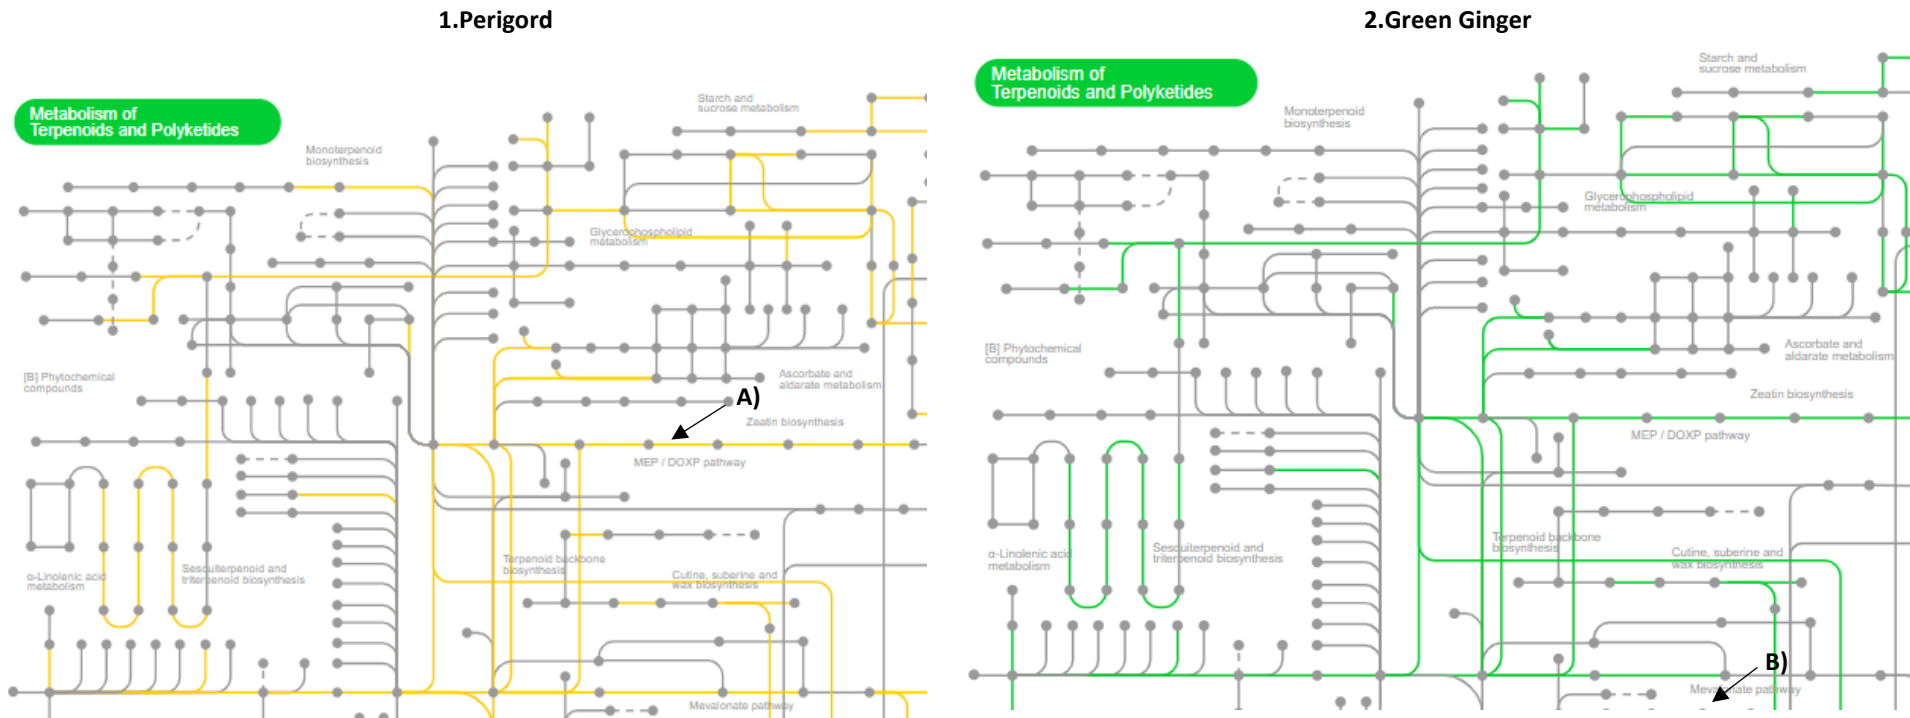 1.Perigord
Metabolism of
Terpenoids and Polyketides
Starch and
sucrose metabolism
Monoterpenoid
biosynthesis
Glycerophospholipid
metabolism
[B] Phytochemical
compounds
Ascorbate and
aldarate metabolism
A)
Zeatin biosynthesis
MEP / DOXP pathway
Terpenoid backbone
biosynthesis
Sesquiterpenoid and
triterpenoid biosynthesis
α-Linolenic acid
metabolism
Cutine, suberine and
wax biosynthesis
Mevalonate pathway
2.Green Ginger
Metabolism of
Terpenoids and Polyketides
Starch and
sucrose metabolism
Monoterpenoid
biosynthesis
Glycerophospholipid
metabolism
[B] Phytochemical
compounds
Ascorbate and
aldarate metabolism
Zeatin biosynthesis
MEP / DOXP pathway
Terpenoid backbone
biosynthesis
Sesquiterpenoid and
triterpenoid biosynthesis
α-Linolenic acid
metabolism
Cutine, suberine and
wax biosynthesis
B)
Mevalonate pathway